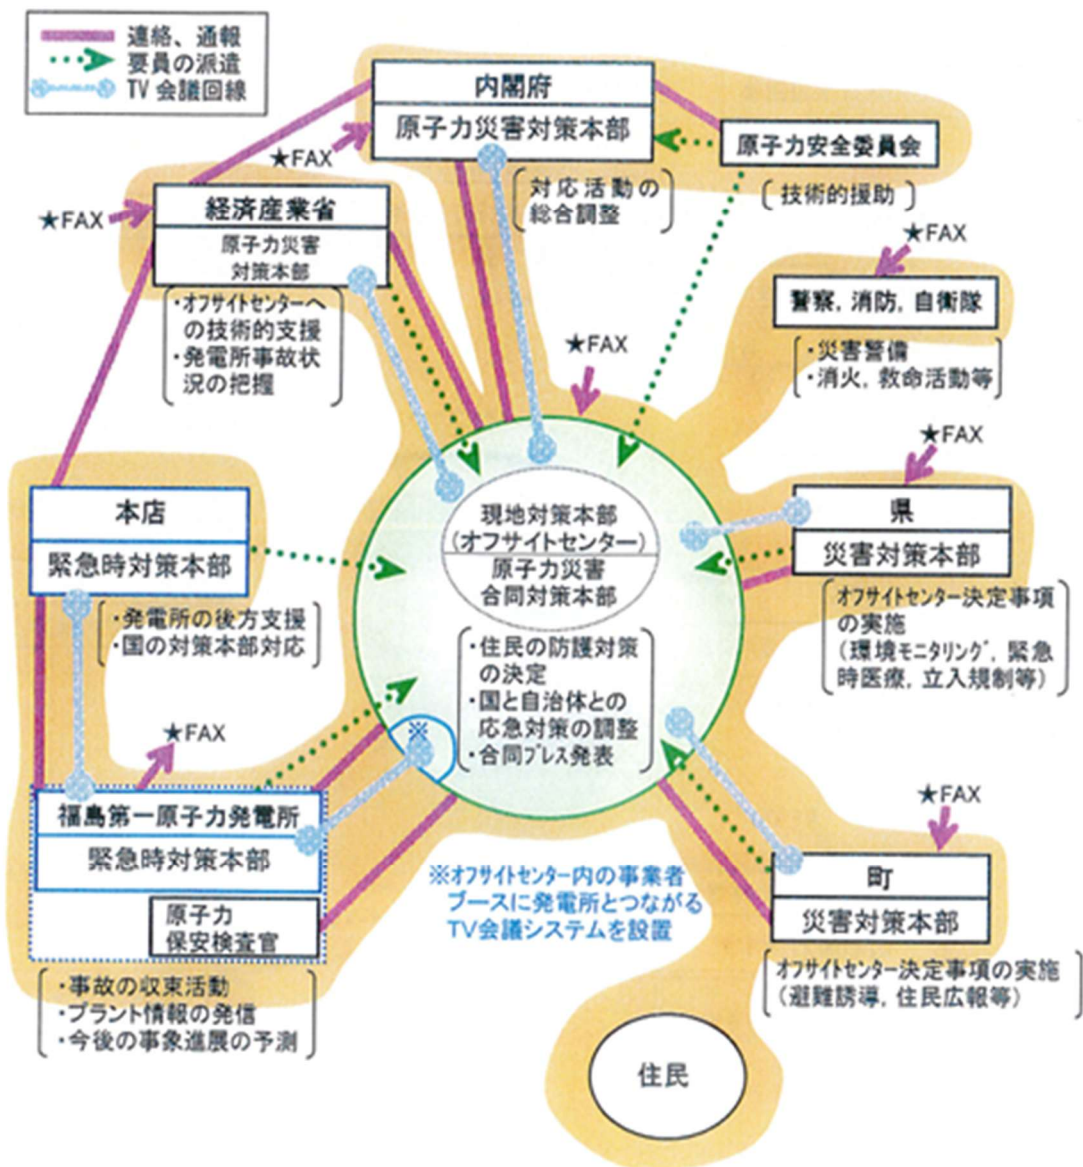 連絡、通報
要員の派遣
TV 会議回線
内閣府
原子力災害対策本部
対応活動の
総合調整
原子力安全委員会
技術的援助
★FAX
★FAX
経済産業省
原子力災害
対策本部
・オフサイトセンターへ
の技術的支援
・発電所事故状
況の把握
★FAX
警察, 消防, 自衛隊
・災害警備
・消火, 救命活動等
★FAX
★FAX
県
災害対策本部
オフサイトセンター決定事項
の実施
(環境モニタリング, 緊急
時医療, 立入規制等)
本店
緊急時対策本部
・発電所の後方支援
・国の対策本部対応
現地対策本部
(オフサイトセンター)
原子力災害
合同対策本部
・住民の防護対策
の決定
・国と自治体との
応急対策の調整
・合同プレス発表
※
★FAX
福島第一原子力発電所
緊急時対策本部
原子力
保安検査官
・事故の収束活動
・プラント情報の発信
・今後の事象進展の予測
※オフサイトセンター内の事業者
ブースに発電所とつながる
TV会議システムを設置
★FAX
町
災害対策本部
オフサイトセンター決定事項の実施
(避難誘導, 住民広報等)
住民